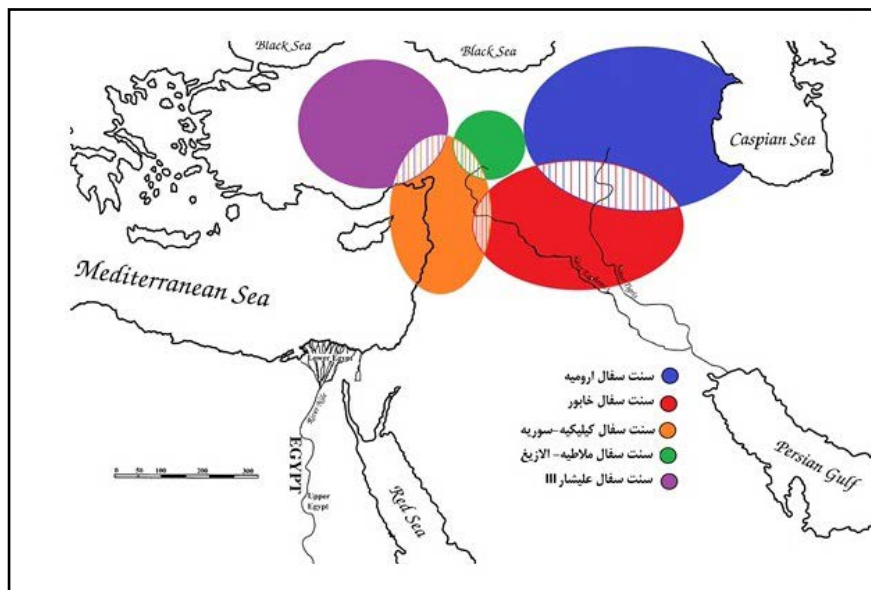 Black Sea
Black Sea
Caspian Sea
Mediterranean Sea
Lower Egypt
River Nile
EGYPT
Upper
Egypt
Red Sea
Persian Gulf
0 50 100 200 300
سنت سفال ارومیه
سنت سفال خابور
سنت سفال کیلیکیه-سوریه
سنت سفال ملاطیه- الازیغ
سنت سفال علیشار III